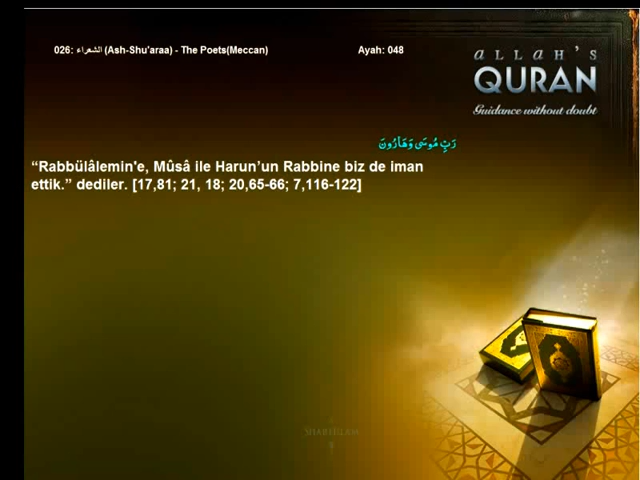 026: الشعراء (Ash-Shu'araa) - The Poets(Meccan) Ayah: 048
ALLAH'S
QURAN
Guidance without doubt
رَبِّ مُوسَى وَهَارُونَ
“Rabbülâlemin'e, Mûsâ ile Harun’un Rabbine biz de iman
ettik.” dediler. [17,81; 21, 18; 20,65-66; 7,116-122]